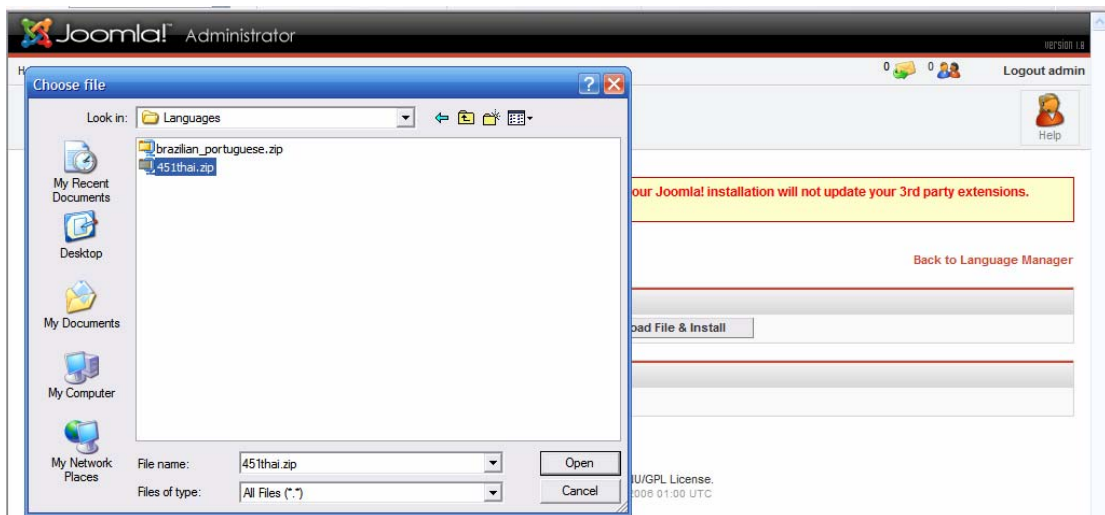 Joomla!™ Administrator
version 1.0
0 0 Logout admin
Choose file
Help
Look in: Languages
brazilian_portuguese.zip
451thai.zip
My Recent
Documents
Desktop
My Documents
My Computer
My Network
Places
our Joomla! installation will not update your 3rd party extensions.
Back to Language Manager
oad File & Install
File name: 451thai.zip Open
Files of type: All Files (*.*) Cancel
NU/GPL License.
2006 01:00 UTC